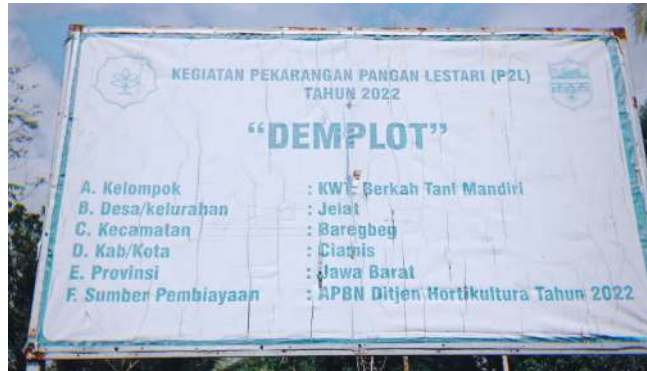 KEGIATAN PEKARANGAN PANGAN LESTARI (P2L)
TAHUN 2022
“DEMPLOT”
A. Kelompok : KWT Berkah Tani Mandiri
B. Desa/kelurahan : Jelat
C. Kecamatan : Baregbeg
D. Kab/Kota : Ciamis
E. Provinsi : Jawa Barat
F. Sumber Pembiayaan : APBN Ditjen Hortikultura Tahun 2022